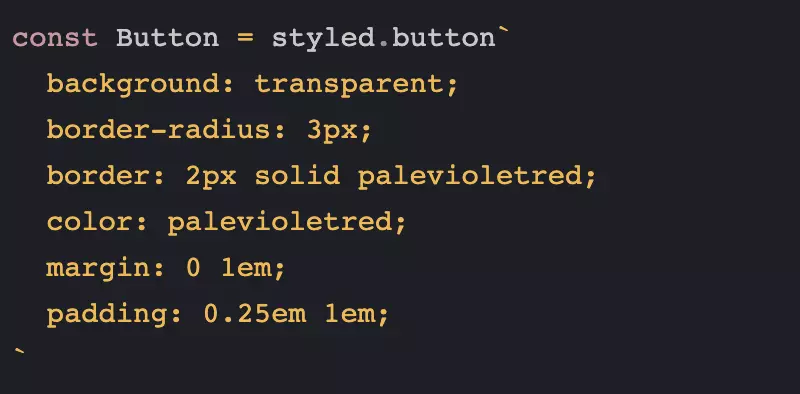 const Button = styled.button`
  background: transparent;
  border-radius: 3px;
  border: 2px solid palevioletred;
  color: palevioletred;
  margin: 0 1em;
  padding: 0.25em 1em;
`